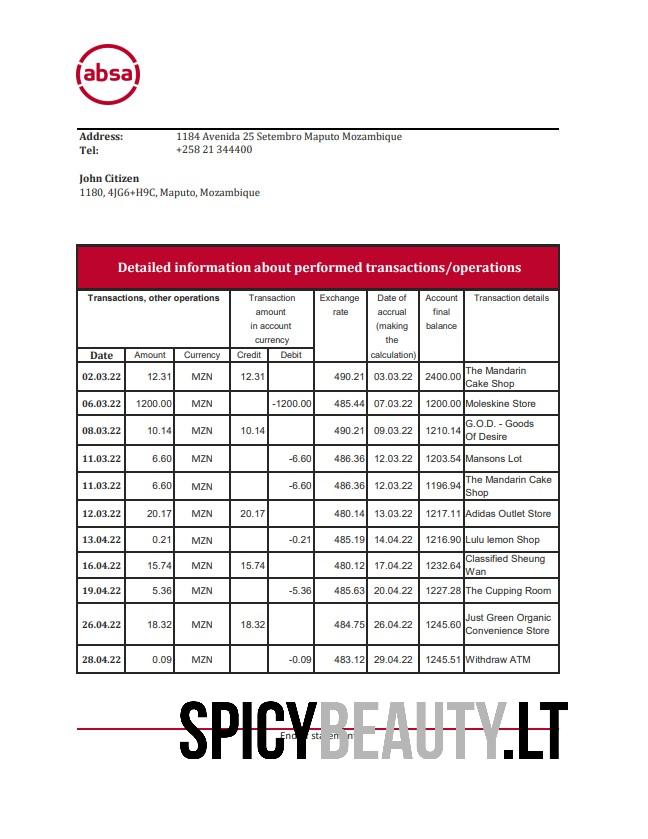 absa
Address: 1184 Avenida 25 Setembro Maputo Mozambique
Tel: +258 21 344400
John Citizen
1180, 4JG6+H9C, Maputo, Mozambique
Detailed information about performed transactions/operations
Transactions, other operations Transaction amount in account currency Exchange rate Date of accrual (making the calculation) Account final balance Transaction details
Date Amount Currency Credit Debit
02.03.22 12.31 MZN 12.31 490.21 03.03.22 2400.00 The Mandarin Cake Shop
06.03.22 1200.00 MZN -1200.00 485.44 07.03.22 1200.00 Moleskine Store
08.03.22 10.14 MZN 10.14 490.21 09.03.22 1210.14 G.O.D. - Goods Of Desire
11.03.22 6.60 MZN -6.60 486.36 12.03.22 1203.54 Mansons Lot
11.03.22 6.60 MZN -6.60 486.36 12.03.22 1196.94 The Mandarin Cake Shop
12.03.22 20.17 MZN 20.17 480.14 13.03.22 1217.11 Adidas Outlet Store
13.04.22 0.21 MZN -0.21 485.19 14.04.22 1216.90 Lulu lemon Shop
16.04.22 15.74 MZN 15.74 480.12 17.04.22 1232.64 Classified Sheung Wan
19.04.22 5.36 MZN -5.36 485.63 20.04.22 1227.28 The Cupping Room
26.04.22 18.32 MZN 18.32 484.75 26.04.22 1245.60 Just Green Organic Convenience Store
28.04.22 0.09 MZN -0.09 483.12 29.04.22 1245.51 Withdraw ATM
SPICYBEAUTY.LT
End statement